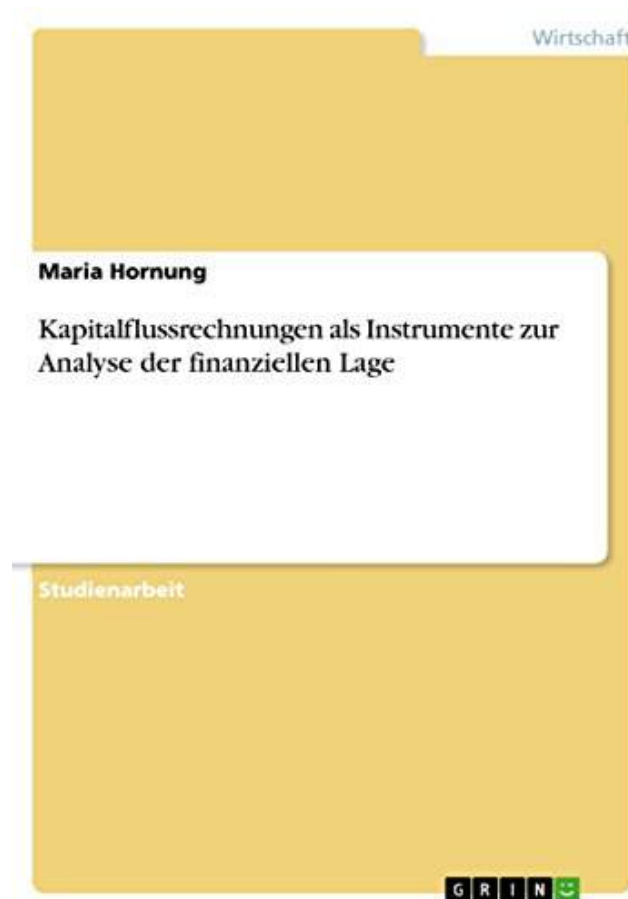 Wirtschaft
Maria Hornung
Kapitalflussrechnungen als Instrumente zur
Analyse der finanziellen Lage
Studienarbeit
GRIN